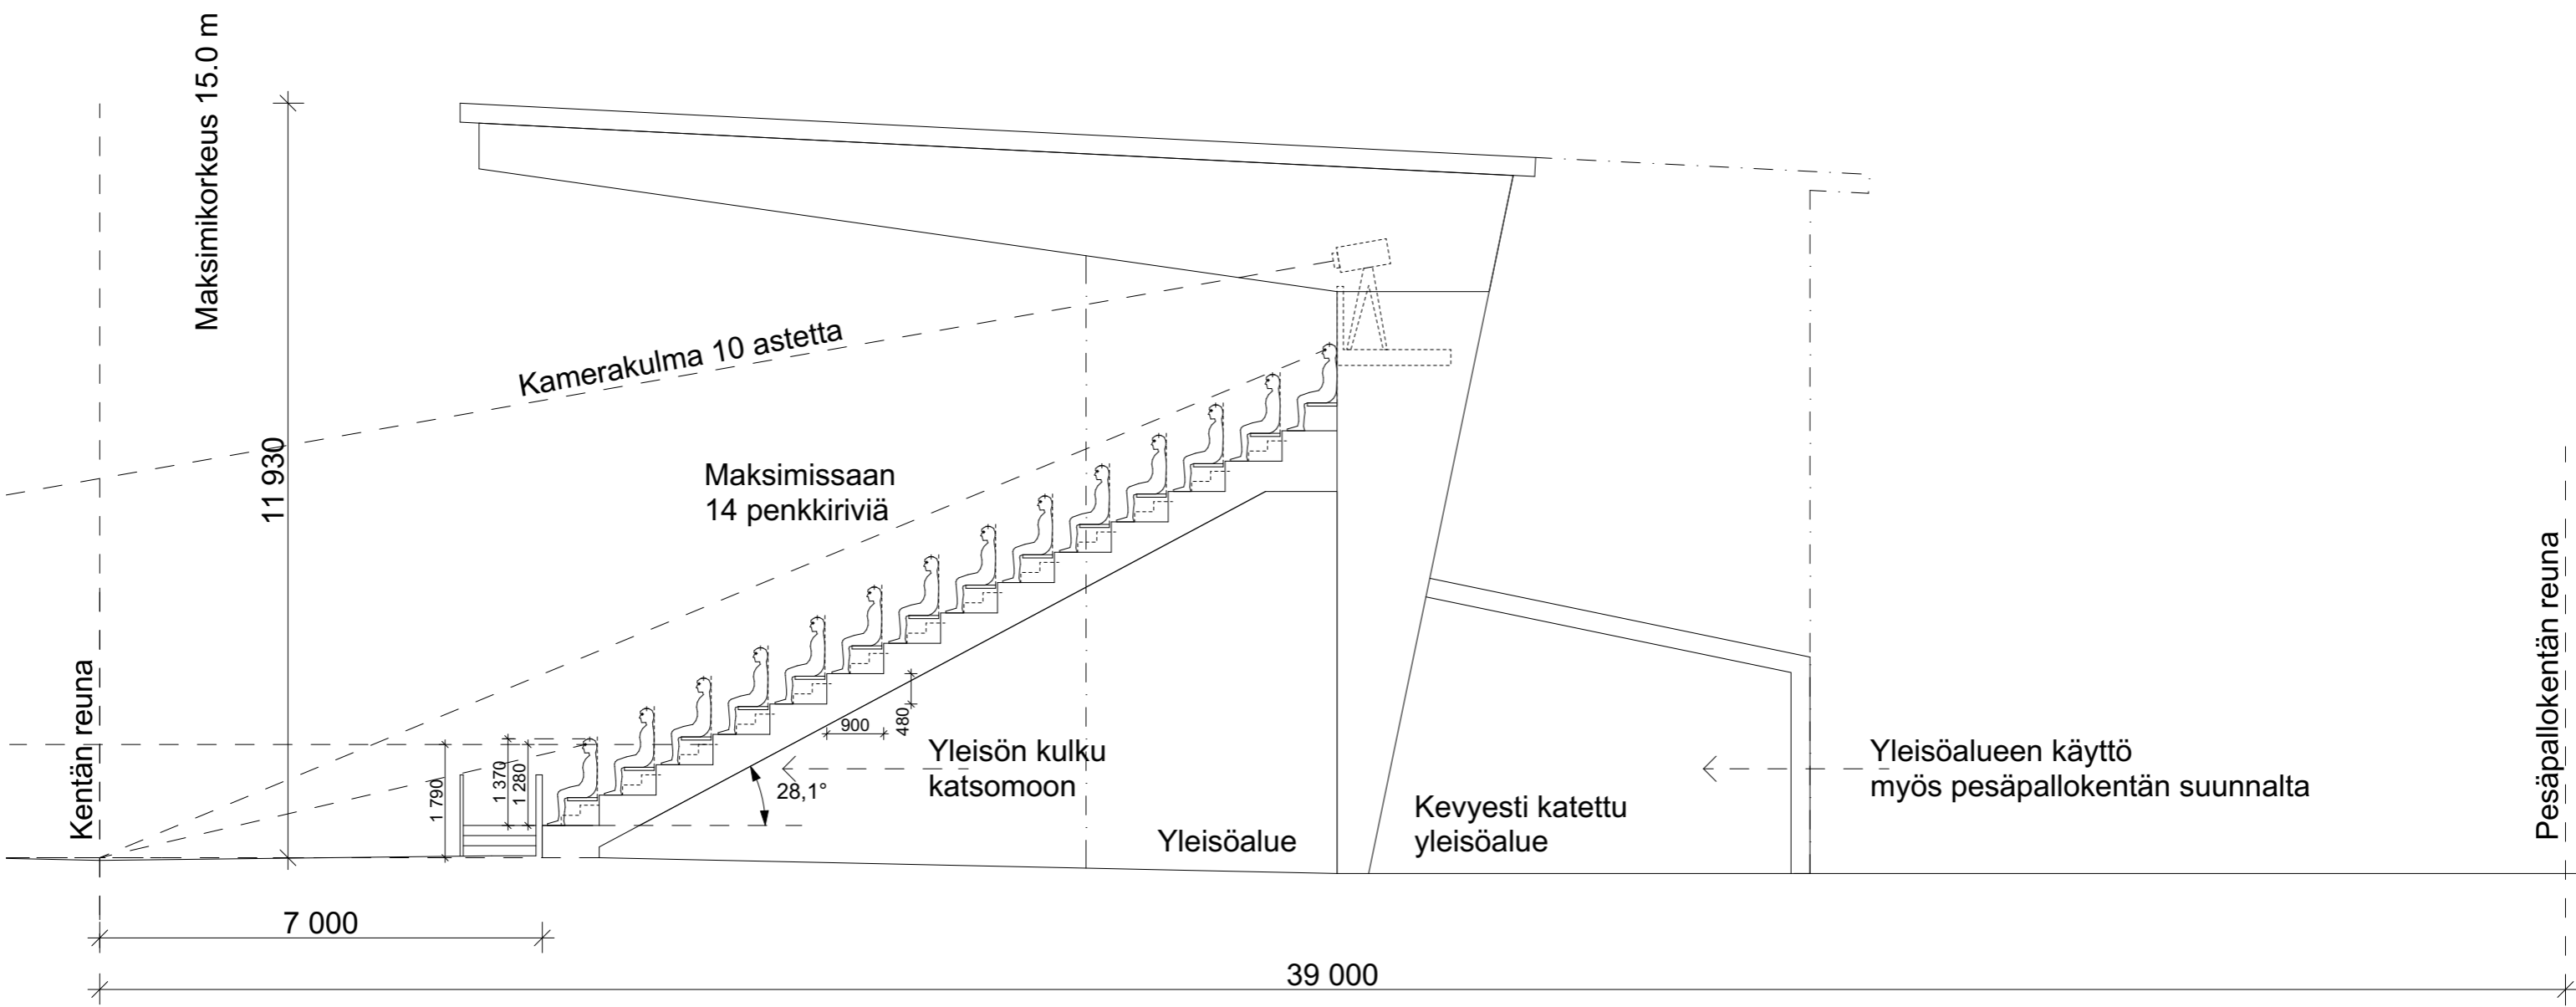 Maksimikorkeus 15.0 m
11 930
Kamerakulma 10 astetta
Maksimissaan
14 penkkiriviä
Kentän reuna
1 790
1 370
1 280
28,1°
900
480
Yleisön kulku
katsomoon
Yleisöalue
Kevyesti katettu
yleisöalue
Yleisöalueen käyttö
myös pesäpallokentän suunnalta
Pesäpallokentän reuna
7 000
39 000